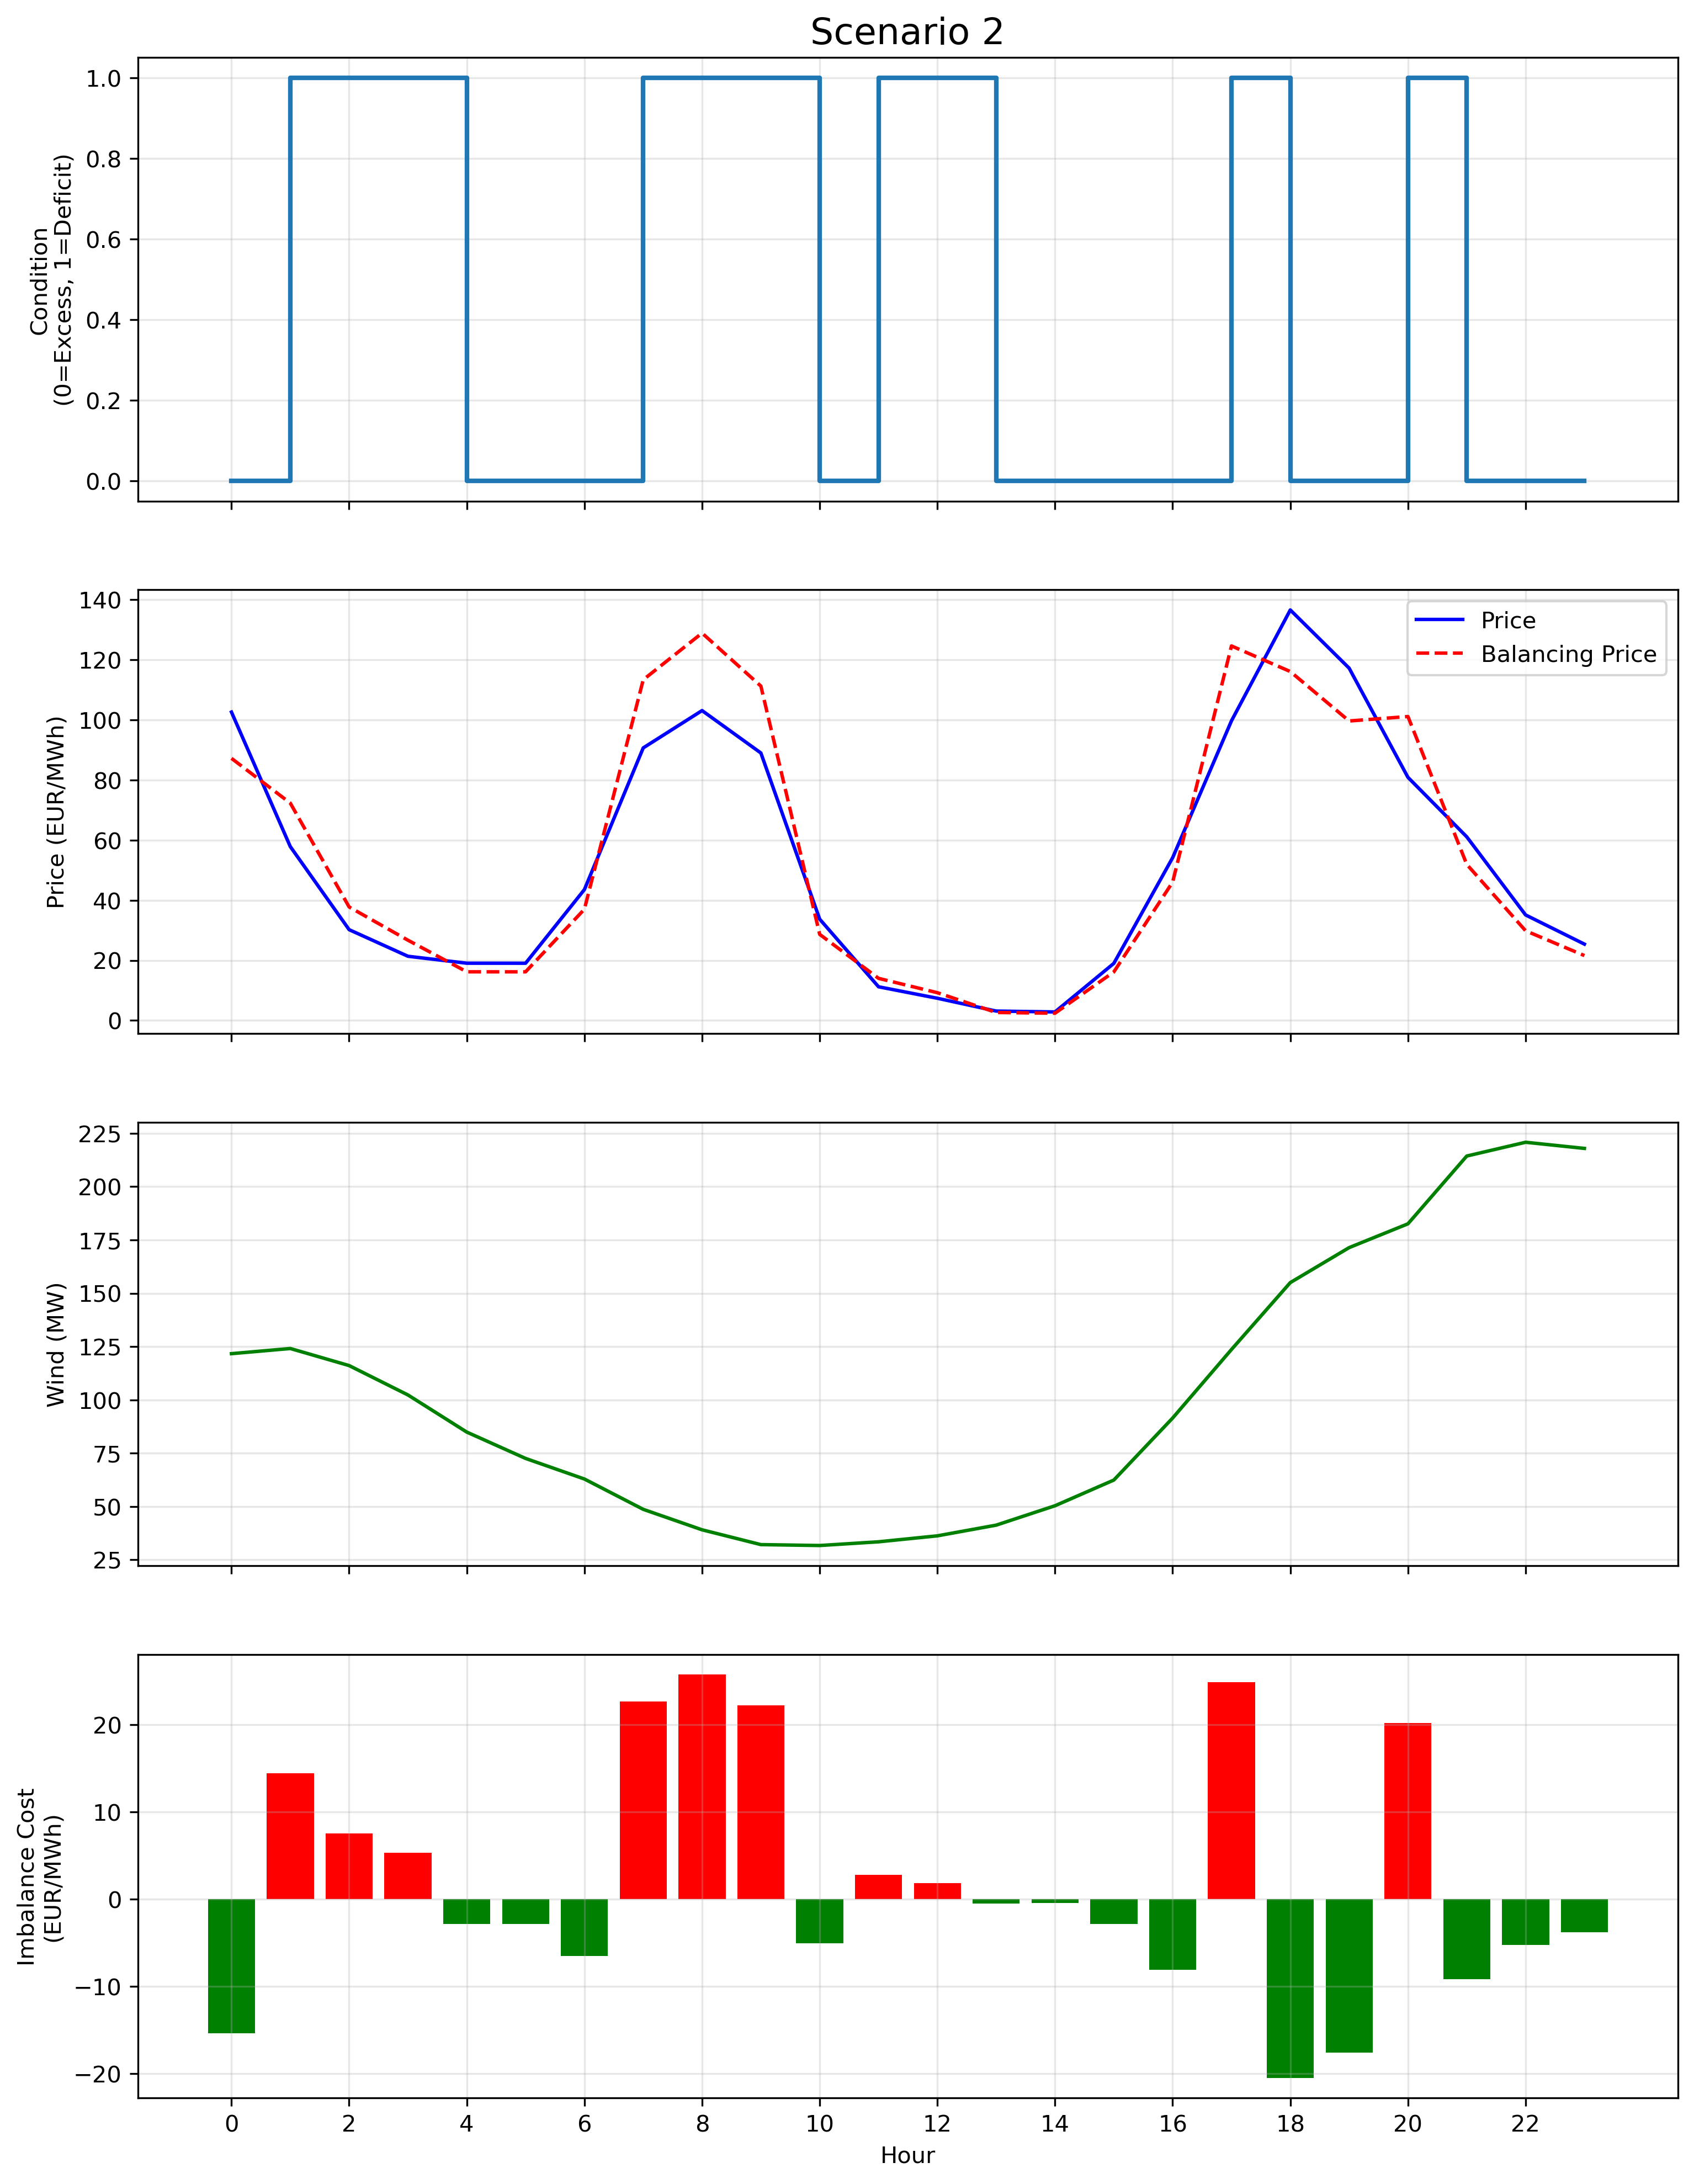 Scenario 2
1.0
0.8
0.6
0.4
0.2
0.0
Condition
(0=Excess, 1=Deficit)
140
120
100
80
60
40
20
0
Price (EUR/MWh)
Price
Balancing Price
225
200
175
150
125
100
75
50
25
Wind (MW)
20
10
0
−10
−20
Imbalance Cost
(EUR/MWh)
0 2 4 6 8 10 12 14 16 18 20 22
Hour